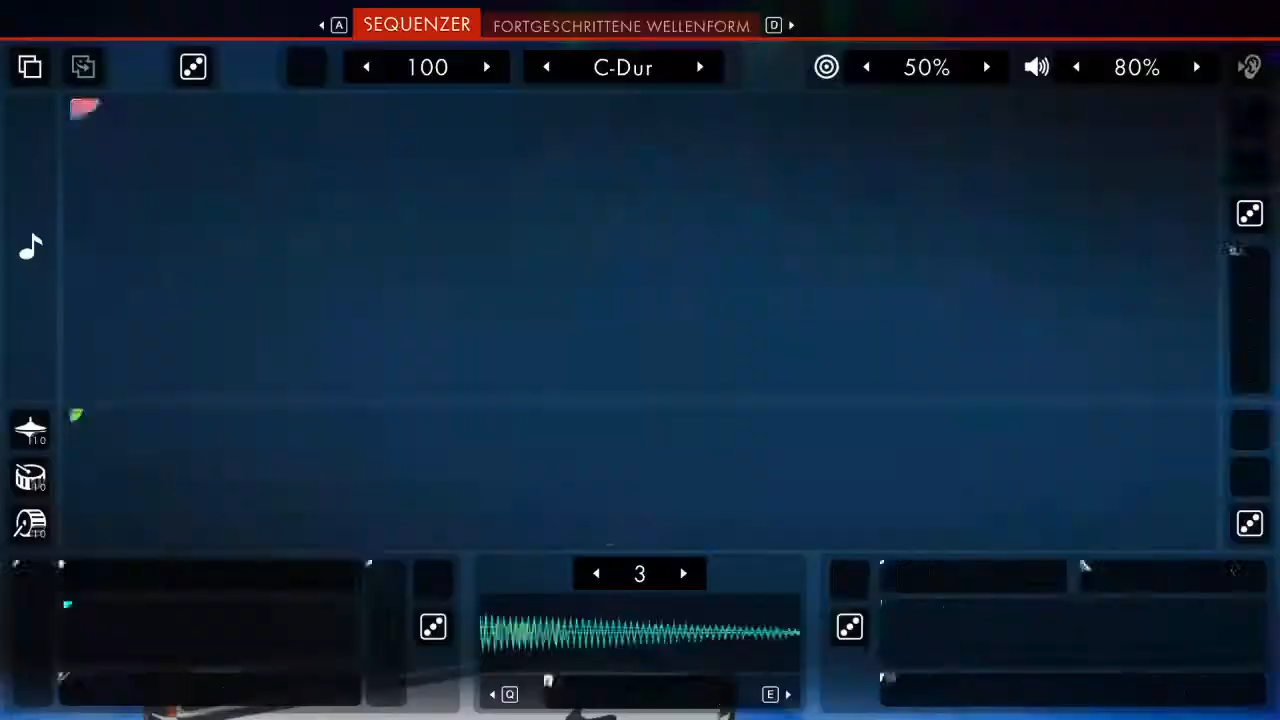 A SEQUENZER FORTGESCHRITTENE WELLENFORM D
100 C-Dur 50% 80%
3
Q E